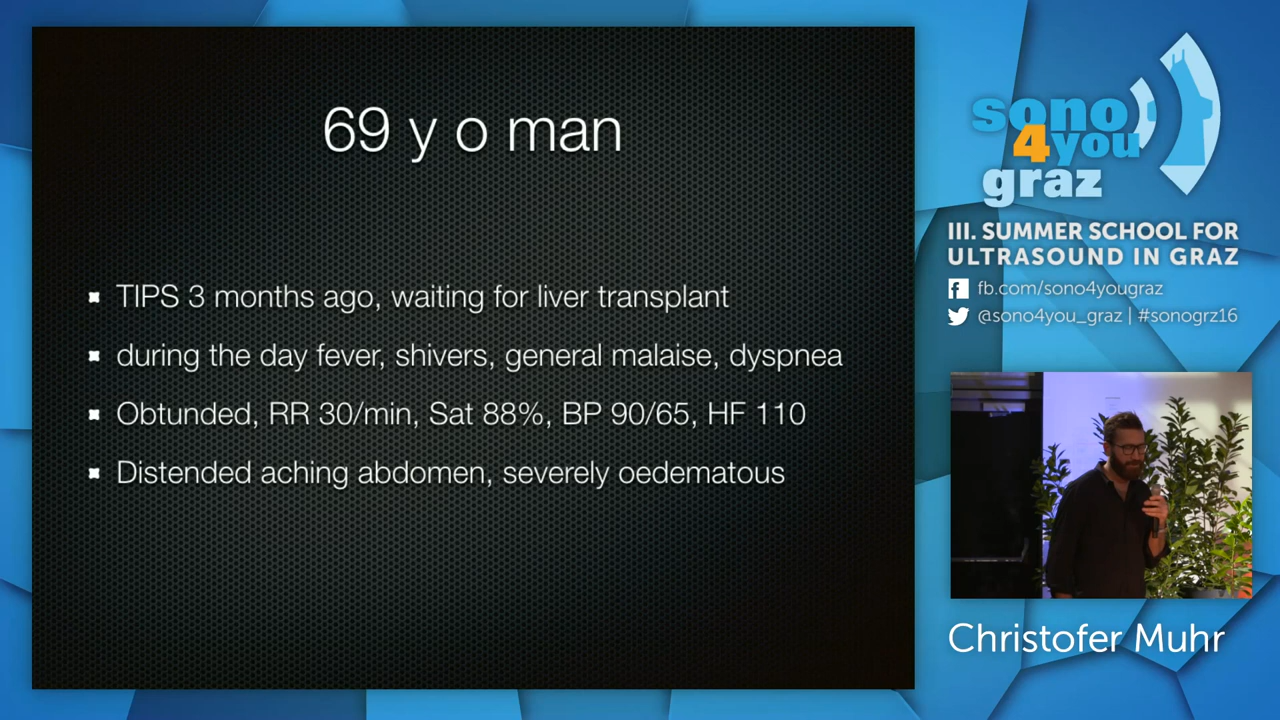 69 y o man
TIPS 3 months ago, waiting for liver transplant
during the day fever, shivers, general malaise, dyspnea
Obtunded, RR 30/min, Sat 88%, BP 90/65, HF 110
Distended aching abdomen, severely oedematous
sono
4you
graz
III. SUMMER SCHOOL FOR
ULTRASOUND IN GRAZ
fb.com/sono4yougraz
@sono4you_graz | #sonogrz16
Christofer Muhr